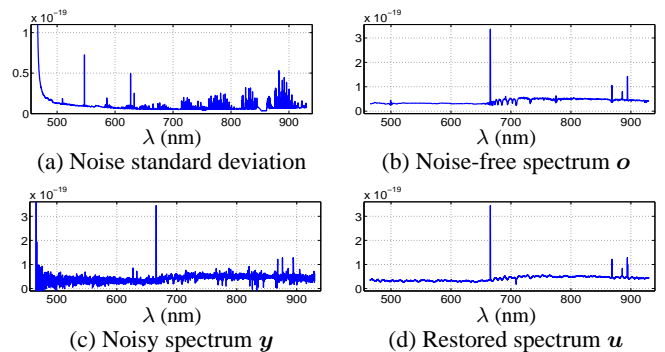 x 10⁻¹⁹
1
0.5
0
500 600 700 800 900
λ (nm)
(a) Noise standard deviation
x 10⁻¹⁹
3
2
1
0
500 600 700 800 900
λ (nm)
(b) Noise-free spectrum o
x 10⁻¹⁹
3
2
1
0
500 600 700 800 900
λ (nm)
(c) Noisy spectrum y
x 10⁻¹⁹
3
2
1
0
500 600 700 800 900
λ (nm)
(d) Restored spectrum u